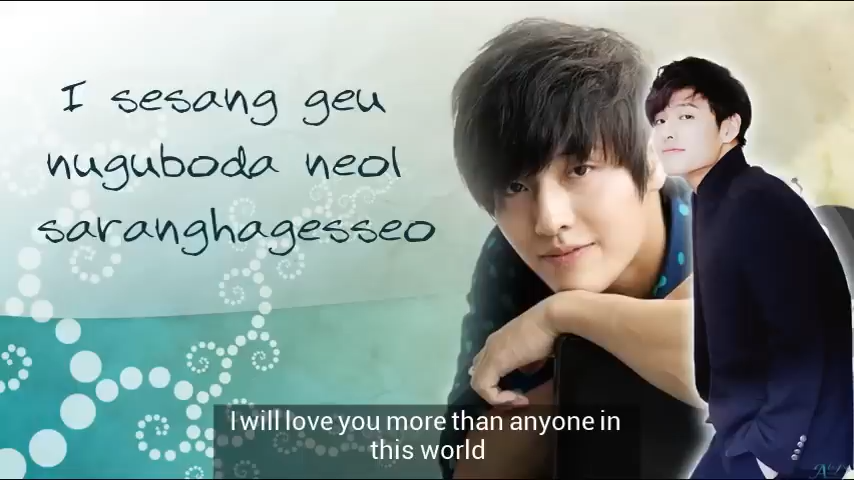 I sesang geu
nuguboda neol
saranghagesseo
I will love you more than anyone in
this world